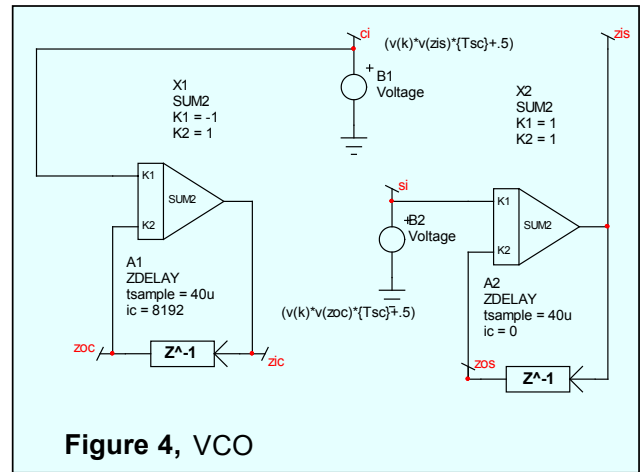 ci
(v(k)*v(zis)*{Tsc}+.5)
zis
+
B1
Voltage
X1
SUM2
K1 = -1
K2 = 1
X2
SUM2
K1 = 1
K2 = 1
K1
SUM2
K2
si
K1
SUM2
K2
+
B2
Voltage
A1
ZDELAY
tsample = 40u
ic = 8192
A2
ZDELAY
tsample = 40u
ic = 0
(v(k)*v(zoc)*{Tsc}+.5)
zoc
Z^-1
zic
zos
Z^-1
Figure 4, VCO